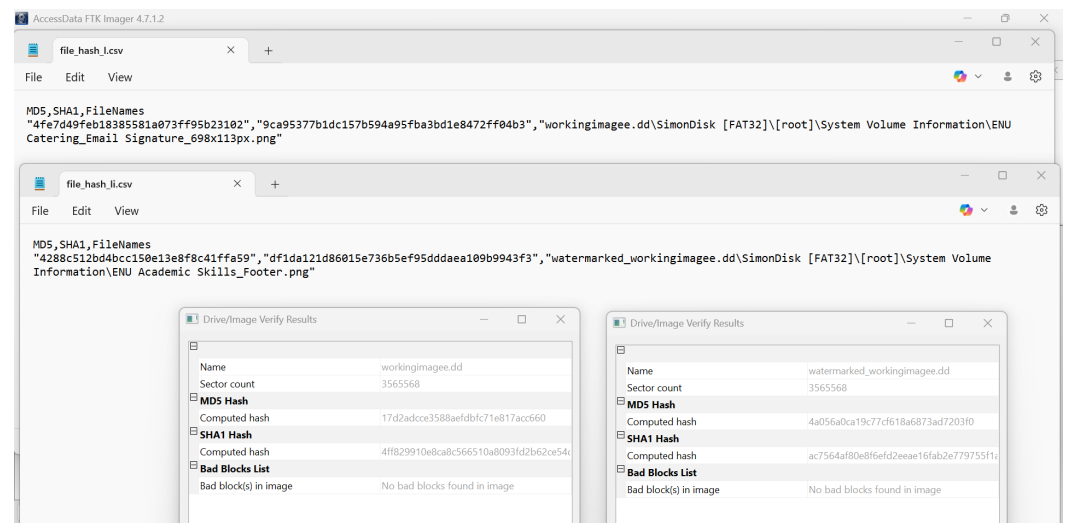 AccessData FTK Imager 4.7.1.2
file_hash_l.csv
File Edit View
MD5,SHA1,FileNames
"4fe7d49feb18385581a073ff95b23102","9ca95377b1dc157b594a95fba3bd1e8472ff04b3","workingimagee.dd\SimonDisk [FAT32]\[root]\System Volume Information\ENU
Catering_Email Signature_698x113px.png"
file_hash_li.csv
File Edit View
MD5,SHA1,FileNames
"4288c512bd4bcc150e13e8f8c41ffa59","df1da121d86015e736b5ef95dddaea109b9943f3","watermarked_workingimagee.dd\SimonDisk [FAT32]\[root]\System Volume
Information\ENU Academic Skills_Footer.png"
Drive/Image Verify Results
Name workingimagee.dd
Sector count 3565568
MD5 Hash
Computed hash 17d2adcce3588aefdbfc71e817acc660
SHA1 Hash
Computed hash 4ff829910e8ca8c566510a8093fd2b62ce54
Bad Blocks List
Bad block(s) in image No bad blocks found in image
Drive/Image Verify Results
Name watermarked_workingimagee.dd
Sector count 3565568
MD5 Hash
Computed hash 4a056a0ca19c77cf618a6873ad7203f0
SHA1 Hash
Computed hash ac7564af80e8f6efd2eeae16fab2e779755f1
Bad Blocks List
Bad block(s) in image No bad blocks found in image